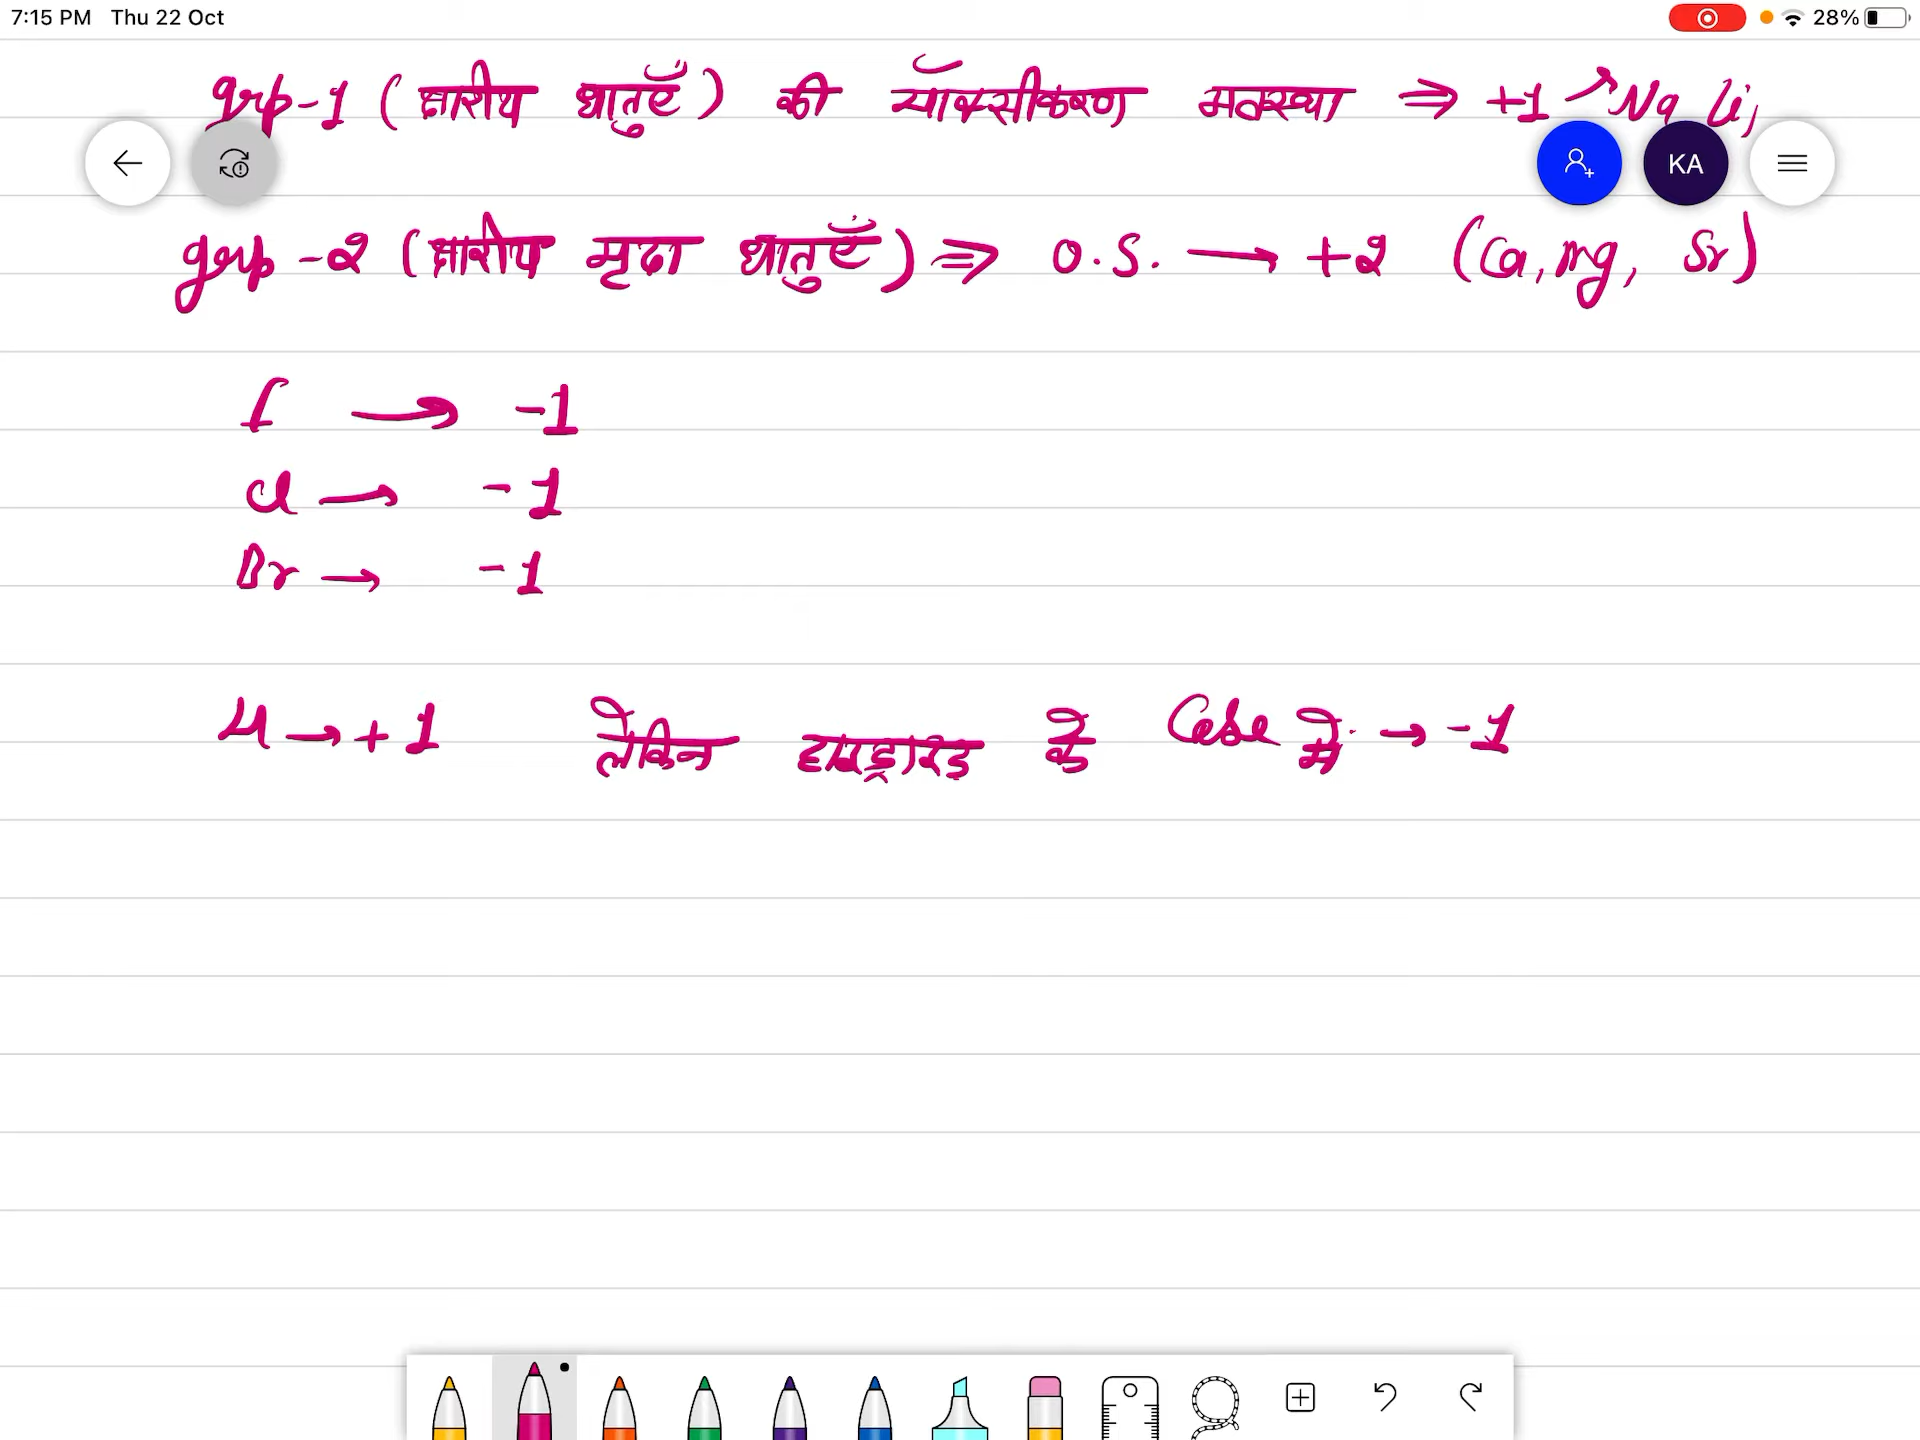 7:15 PM Thu 22 Oct 28%
grp-1 (क्षारीय धातुएँ) की ऑक्सीकरण अवस्था ⇒ +1 ↗ Na Li,
KA
grp-2 (क्षारीय मृदा धातुएँ) ⇒ O.S. → +2 (Ca, Mg, Sr)
F → -1
Cl → -1
Br → -1
H → +1 लेकिन हाइड्राइड के Case में → -1